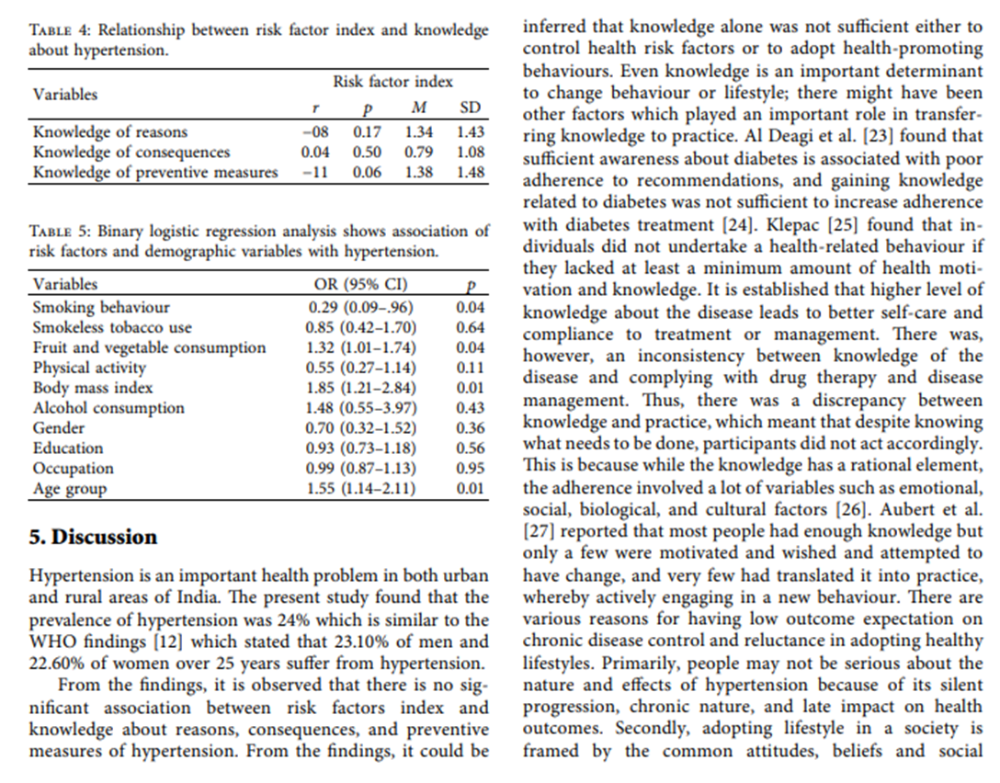 TABLE 4: Relationship between risk factor index and knowledge
about hypertension.
Variables
Risk factor index
r p M SD
Knowledge of reasons –08 0.17 1.34 1.43
Knowledge of consequences 0.04 0.50 0.79 1.08
Knowledge of preventive measures –11 0.06 1.38 1.48
TABLE 5: Binary logistic regression analysis shows association of
risk factors and demographic variables with hypertension.
Variables OR (95% CI) p
Smoking behaviour 0.29 (0.09–.96) 0.04
Smokeless tobacco use 0.85 (0.42–1.70) 0.64
Fruit and vegetable consumption 1.32 (1.01–1.74) 0.04
Physical activity 0.55 (0.27–1.14) 0.11
Body mass index 1.85 (1.21–2.84) 0.01
Alcohol consumption 1.48 (0.55–3.97) 0.43
Gender 0.70 (0.32–1.52) 0.36
Education 0.93 (0.73–1.18) 0.56
Occupation 0.99 (0.87–1.13) 0.95
Age group 1.55 (1.14–2.11) 0.01
5. Discussion
Hypertension is an important health problem in both urban
and rural areas of India. The present study found that the
prevalence of hypertension was 24% which is similar to the
WHO findings [12] which stated that 23.10% of men and
22.60% of women over 25 years suffer from hypertension.
From the findings, it is observed that there is no sig-
nificant association between risk factors index and
knowledge about reasons, consequences, and preventive
measures of hypertension. From the findings, it could be
inferred that knowledge alone was not sufficient either to
control health risk factors or to adopt health-promoting
behaviours. Even knowledge is an important determinant
to change behaviour or lifestyle; there might have been
other factors which played an important role in transfer-
ring knowledge to practice. Al Deagi et al. [23] found that
sufficient awareness about diabetes is associated with poor
adherence to recommendations, and gaining knowledge
related to diabetes was not sufficient to increase adherence
with diabetes treatment [24]. Klepac [25] found that in-
dividuals did not undertake a health-related behaviour if
they lacked at least a minimum amount of health moti-
vation and knowledge. It is established that higher level of
knowledge about the disease leads to better self-care and
compliance to treatment or management. There was,
however, an inconsistency between knowledge of the
disease and complying with drug therapy and disease
management. Thus, there was a discrepancy between
knowledge and practice, which meant that despite knowing
what needs to be done, participants did not act accordingly.
This is because while the knowledge has a rational element,
the adherence involved a lot of variables such as emotional,
social, biological, and cultural factors [26]. Aubert et al.
[27] reported that most people had enough knowledge but
only a few were motivated and wished and attempted to
have change, and very few had translated it into practice,
whereby actively engaging in a new behaviour. There are
various reasons for having low outcome expectation on
chronic disease control and reluctance in adopting healthy
lifestyles. Primarily, people may not be serious about the
nature and effects of hypertension because of its silent
progression, chronic nature, and late impact on health
outcomes. Secondly, adopting lifestyle in a society is
framed by the common attitudes, beliefs and social